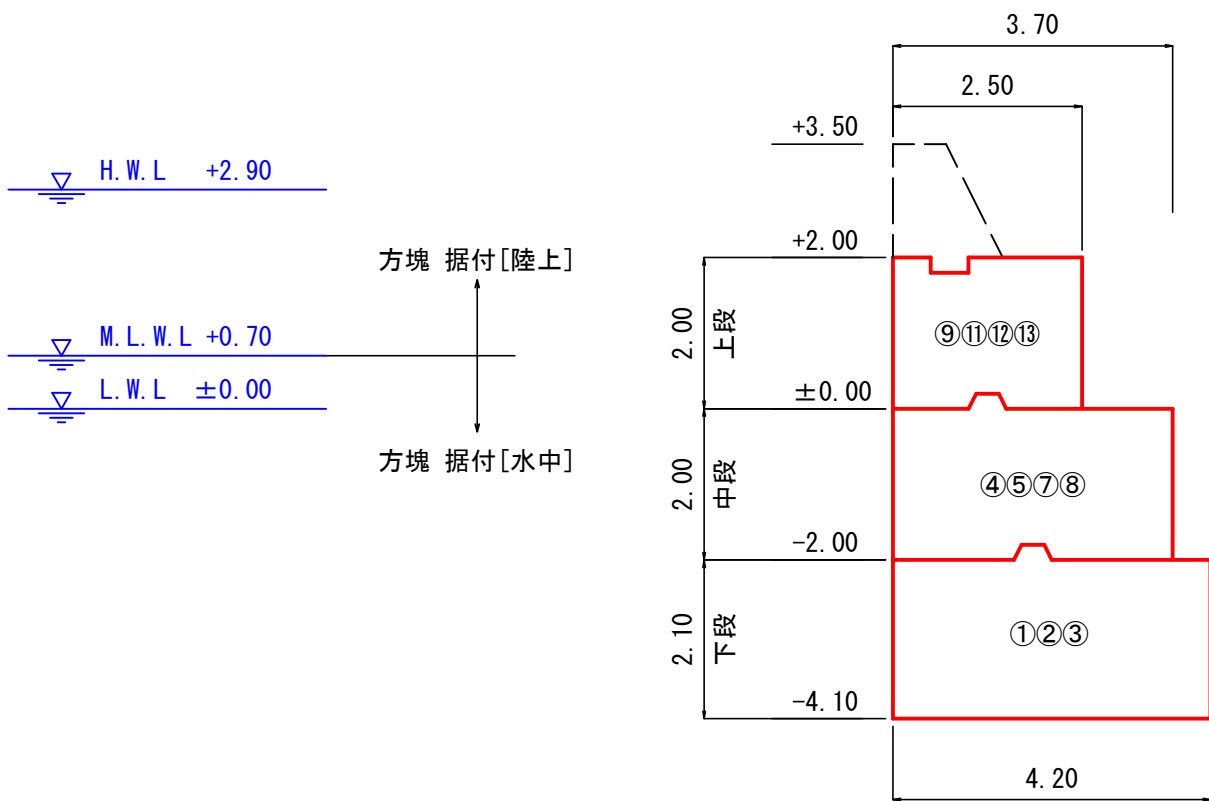 3.70
2.50
+3.50
H.W.L +2.90
+2.00
方塊 据付[陸上]
2.00
上段
⑨⑪⑫⑬
M.L.W.L +0.70
L.W.L ±0.00
±0.00
方塊 据付[水中]
2.00
中段
④⑤⑦⑧
-2.00
2.10
下段
①②③
-4.10
4.20